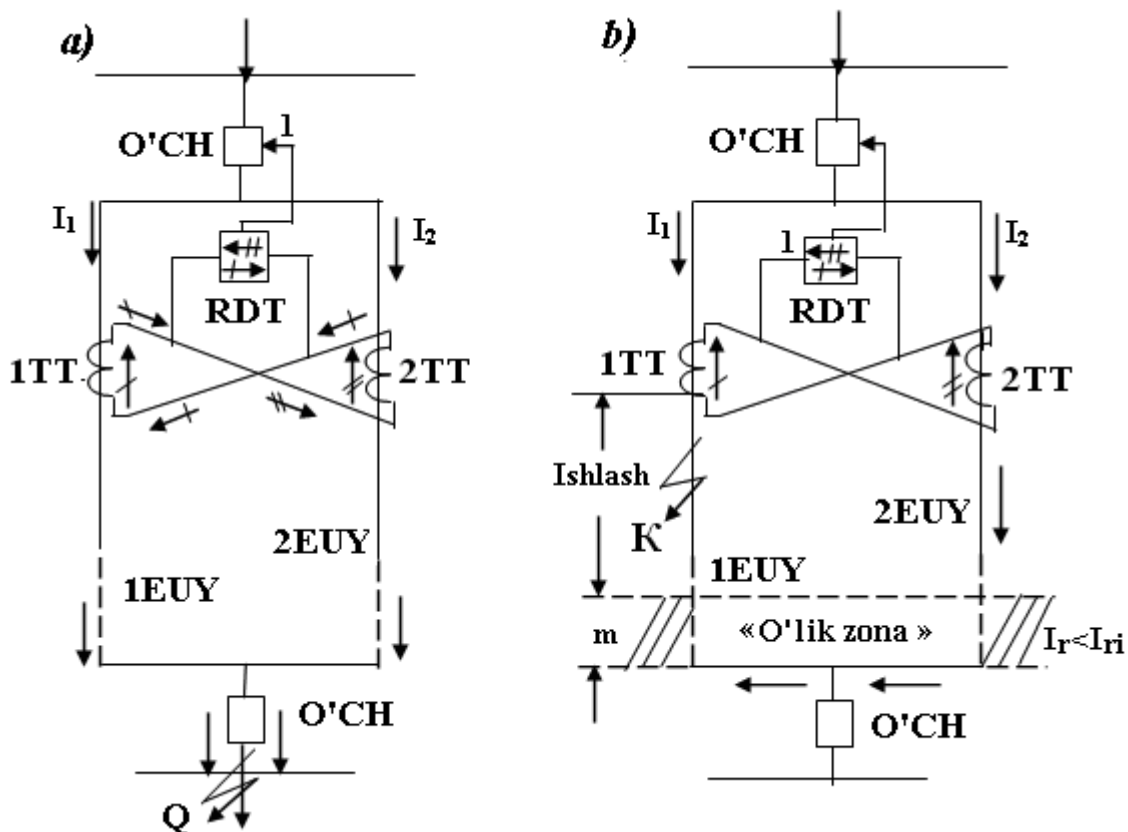 a)
O'CH
1
I1
I2
RDT
1TT
2TT
2EUY
1EUY
O'CH
Q
b)
O'CH
I1
1
I2
RDT
1TT
2TT
Ishlash
K
2EUY
1EUY
m
«O'lik zona »
Ir<Iri
O'CH